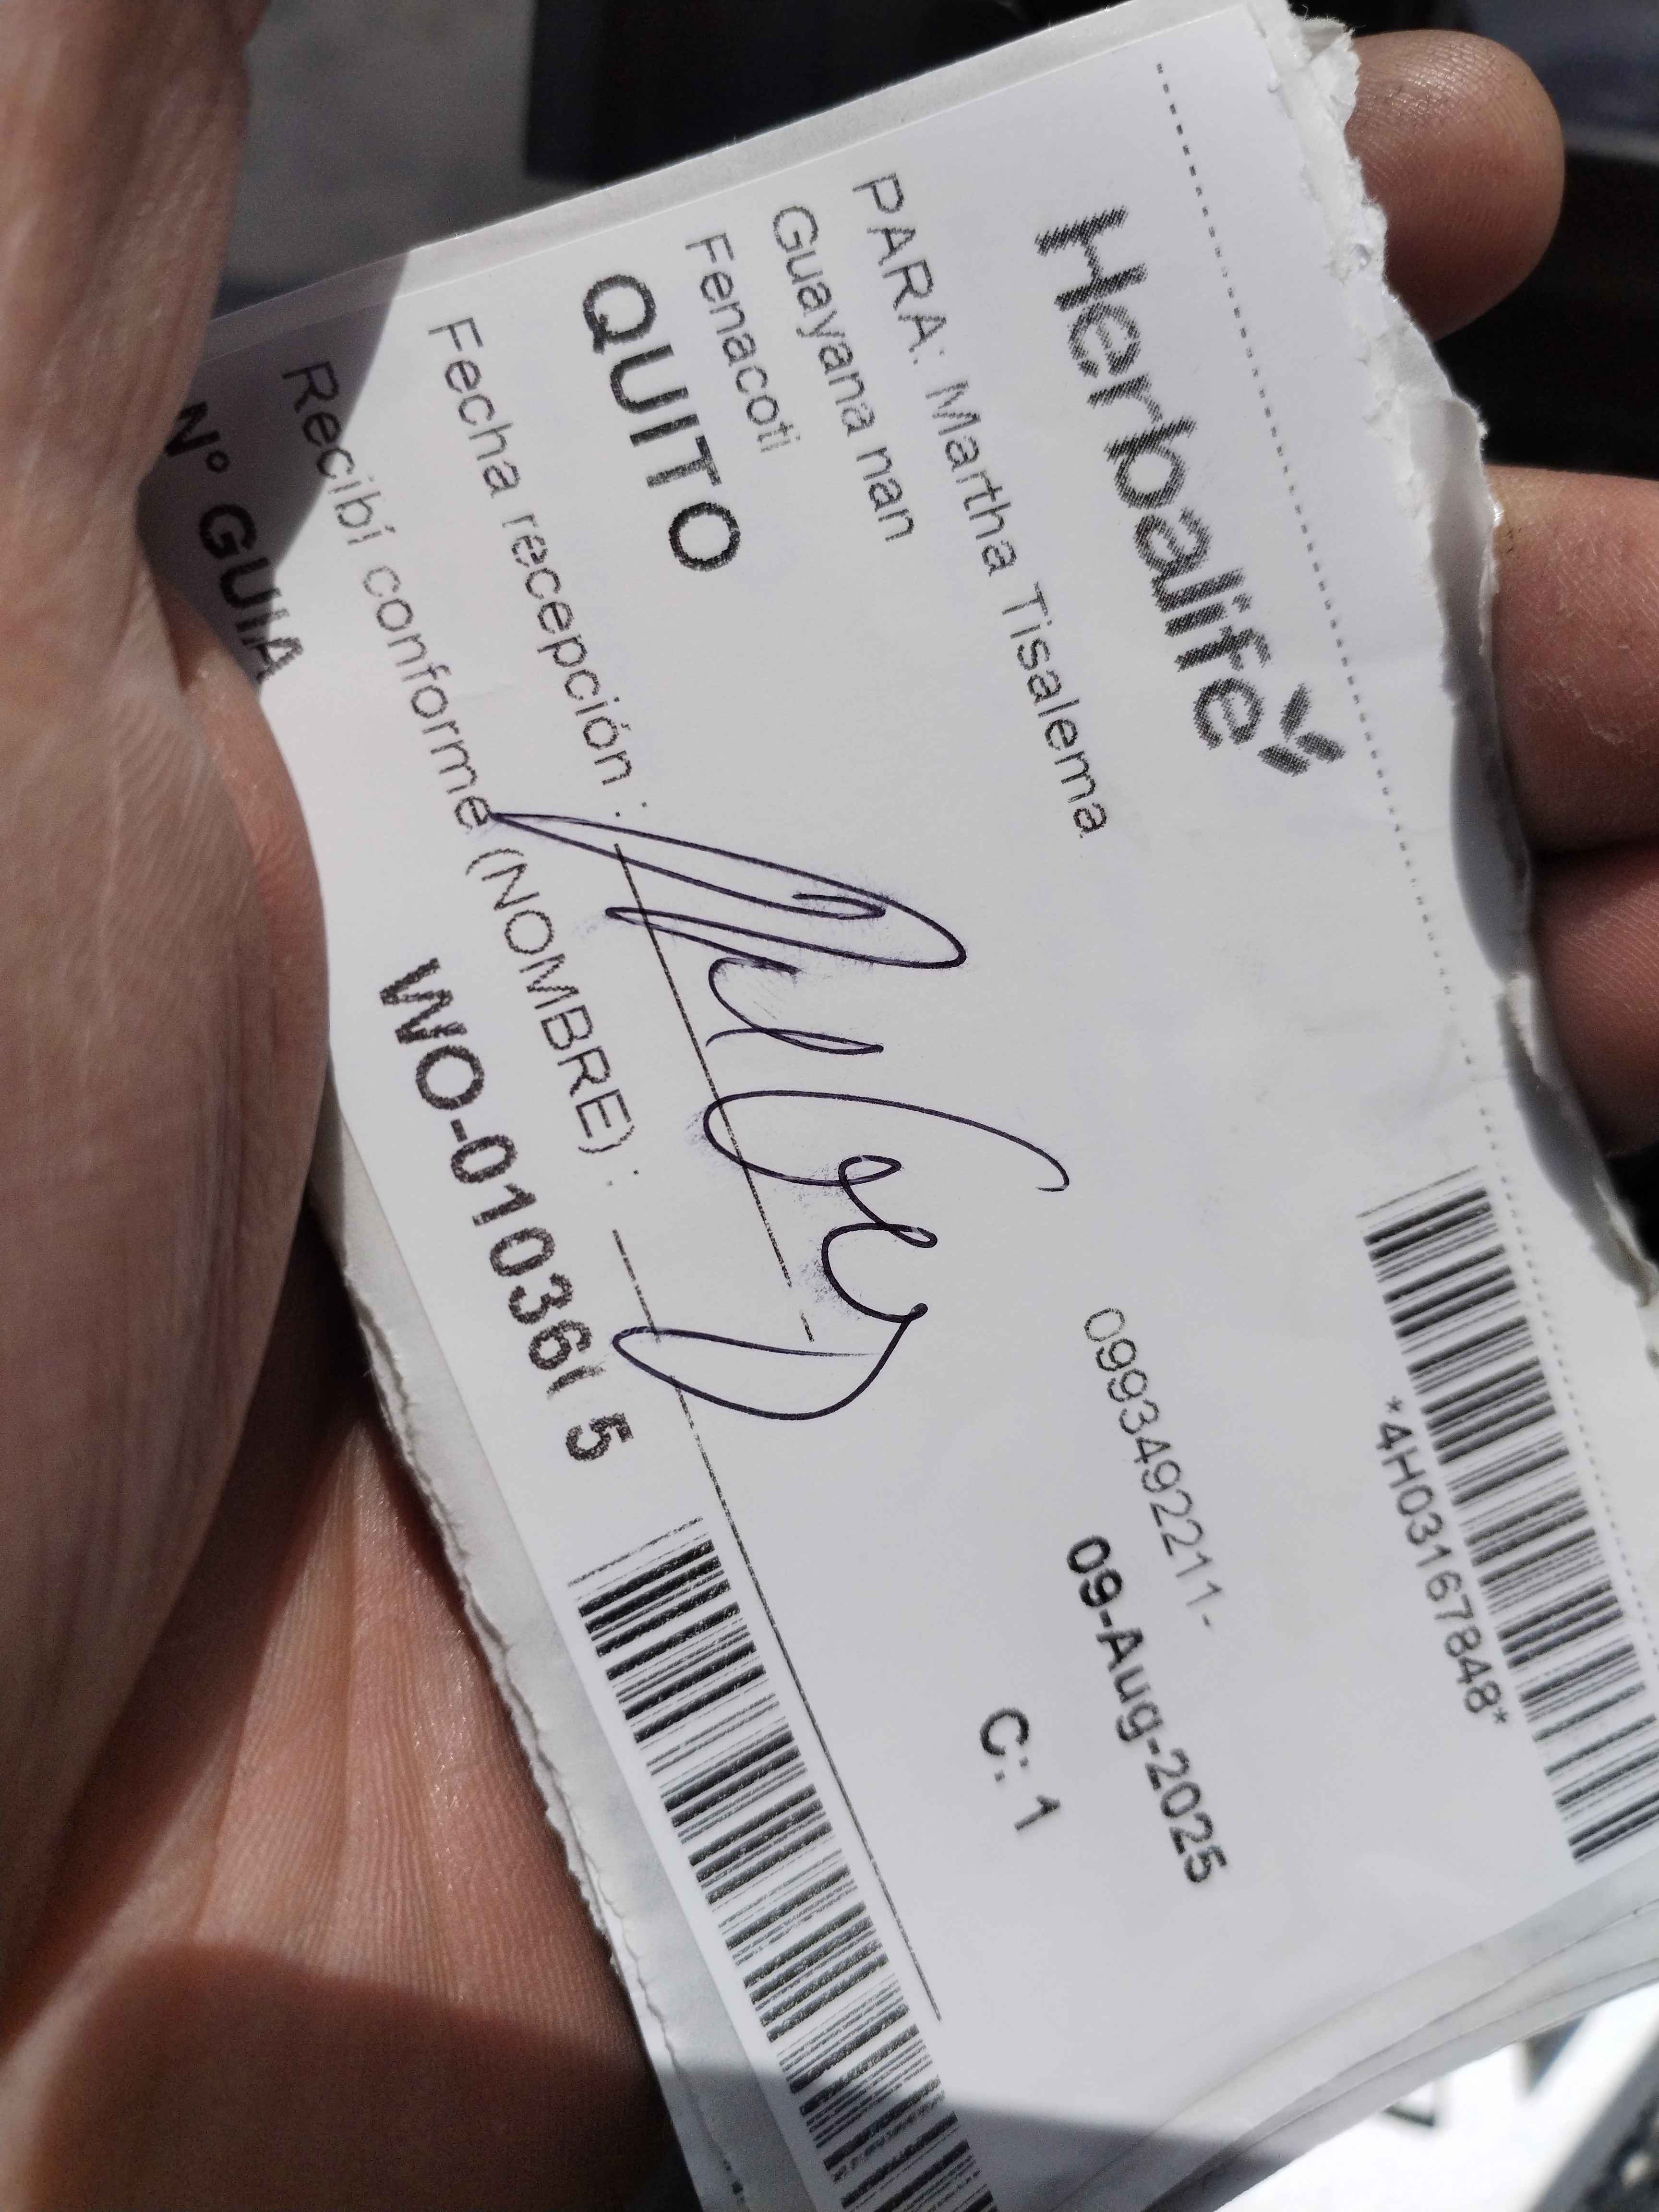 Herbalife
*4H03167848*
PARA: Martha Tisalema
0993492211-
Guayana nan
09-Aug-2025
Fenacoti
QUITO
C: 1
Fecha recepción :
Recibí conforme (NOMBRE) :
N° GUIA